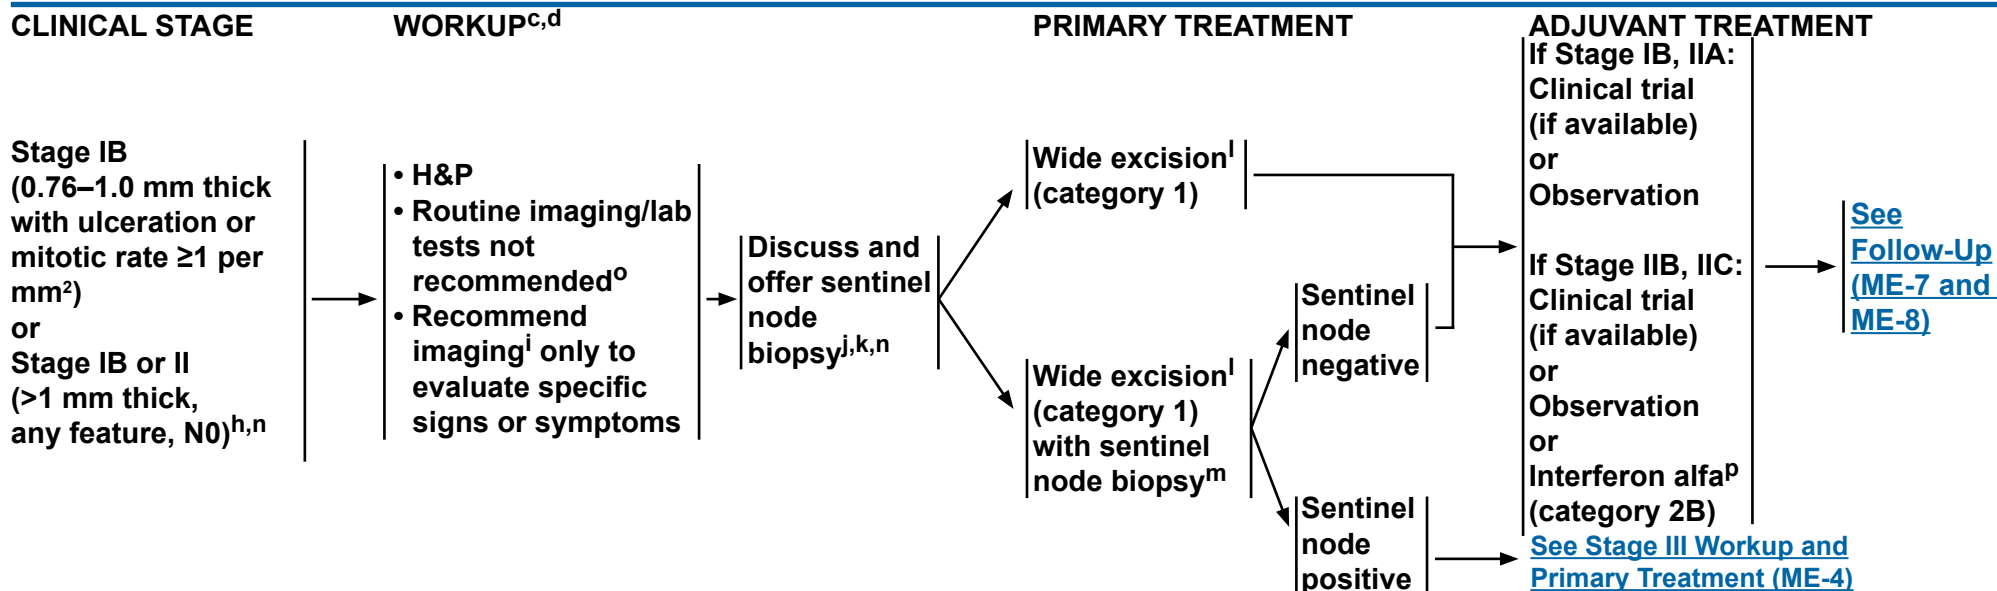 CLINICAL STAGE
WORKUPc,d
PRIMARY TREATMENT
ADJUVANT TREATMENT
Stage IB
(0.76–1.0 mm thick
with ulceration or
mitotic rate ≥1 per
mm²)
or
Stage IB or II
(>1 mm thick,
any feature, N0)h,n
• H&P
• Routine imaging/lab
tests not
recommendedo
• Recommend
imagingi only to
evaluate specific
signs or symptoms
Discuss and
offer sentinel
node
biopsyj,k,n
Wide excisionl
(category 1)
Wide excisionl
(category 1)
with sentinel
node biopsym
Sentinel
node
negative
Sentinel
node
positive
If Stage IB, IIA:
Clinical trial
(if available)
or
Observation
If Stage IIB, IIC:
Clinical trial
(if available)
or
Observation
or
Interferon alfap
(category 2B)
See Stage III Workup and
Primary Treatment (ME-4)
See
Follow-Up
(ME-7 and
ME-8)